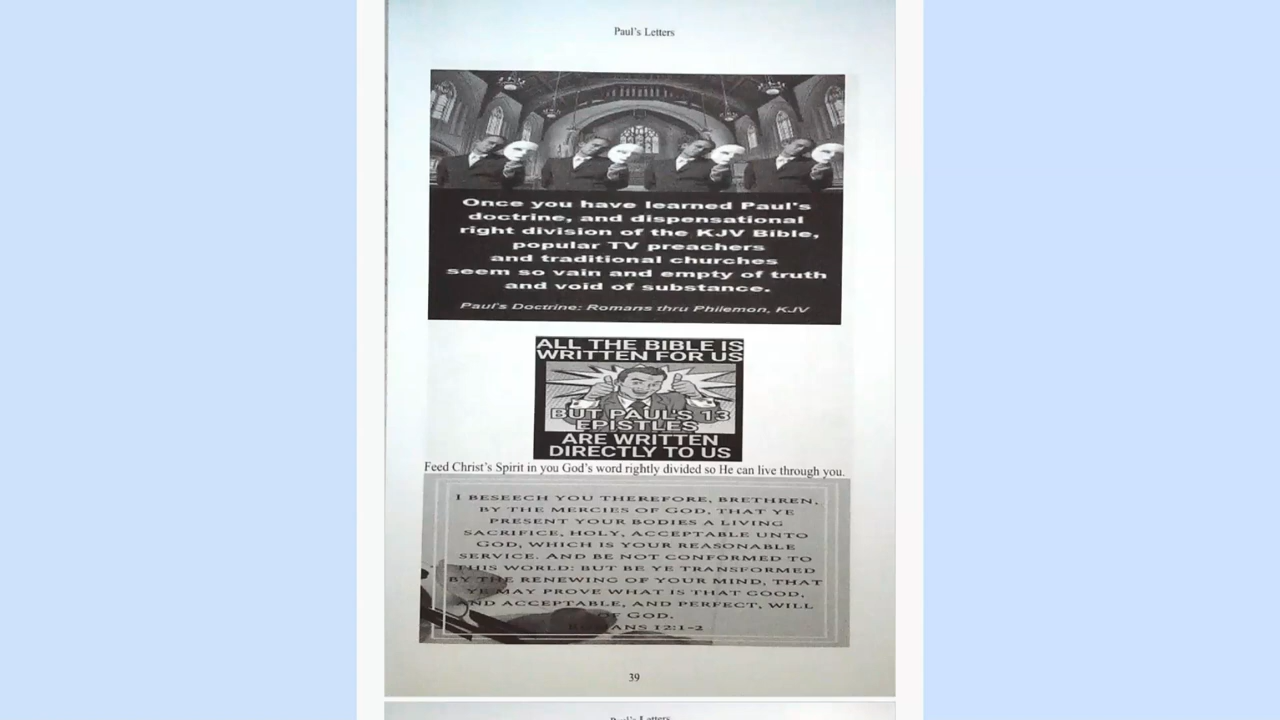 Paul's Letters
Once you have learned Paul's
doctrine, and dispensational
right division of the KJV Bible,
popular TV preachers
and traditional churches
seem so vain and empty of truth
and void of substance.
Paul's Doctrine: Romans thru Philemon, KJV
ALL THE BIBLE IS
WRITTEN FOR US
BUT PAUL'S 13
EPISTLES
ARE WRITTEN
DIRECTLY TO US
Feed Christ's Spirit in you God's word rightly divided so He can live through you.
I BESEECH YOU THEREFORE, BRETHREN,
BY THE MERCIES OF GOD, THAT YE
PRESENT YOUR BODIES A LIVING
SACRIFICE, HOLY, ACCEPTABLE UNTO
GOD, WHICH IS YOUR REASONABLE
SERVICE. AND BE NOT CONFORMED TO
THIS WORLD: BUT BE YE TRANSFORMED
BY THE RENEWING OF YOUR MIND, THAT
YE MAY PROVE WHAT IS THAT GOOD,
AND ACCEPTABLE, AND PERFECT, WILL
OF GOD.
ROMANS 12:1-2
39
Paul's Letters